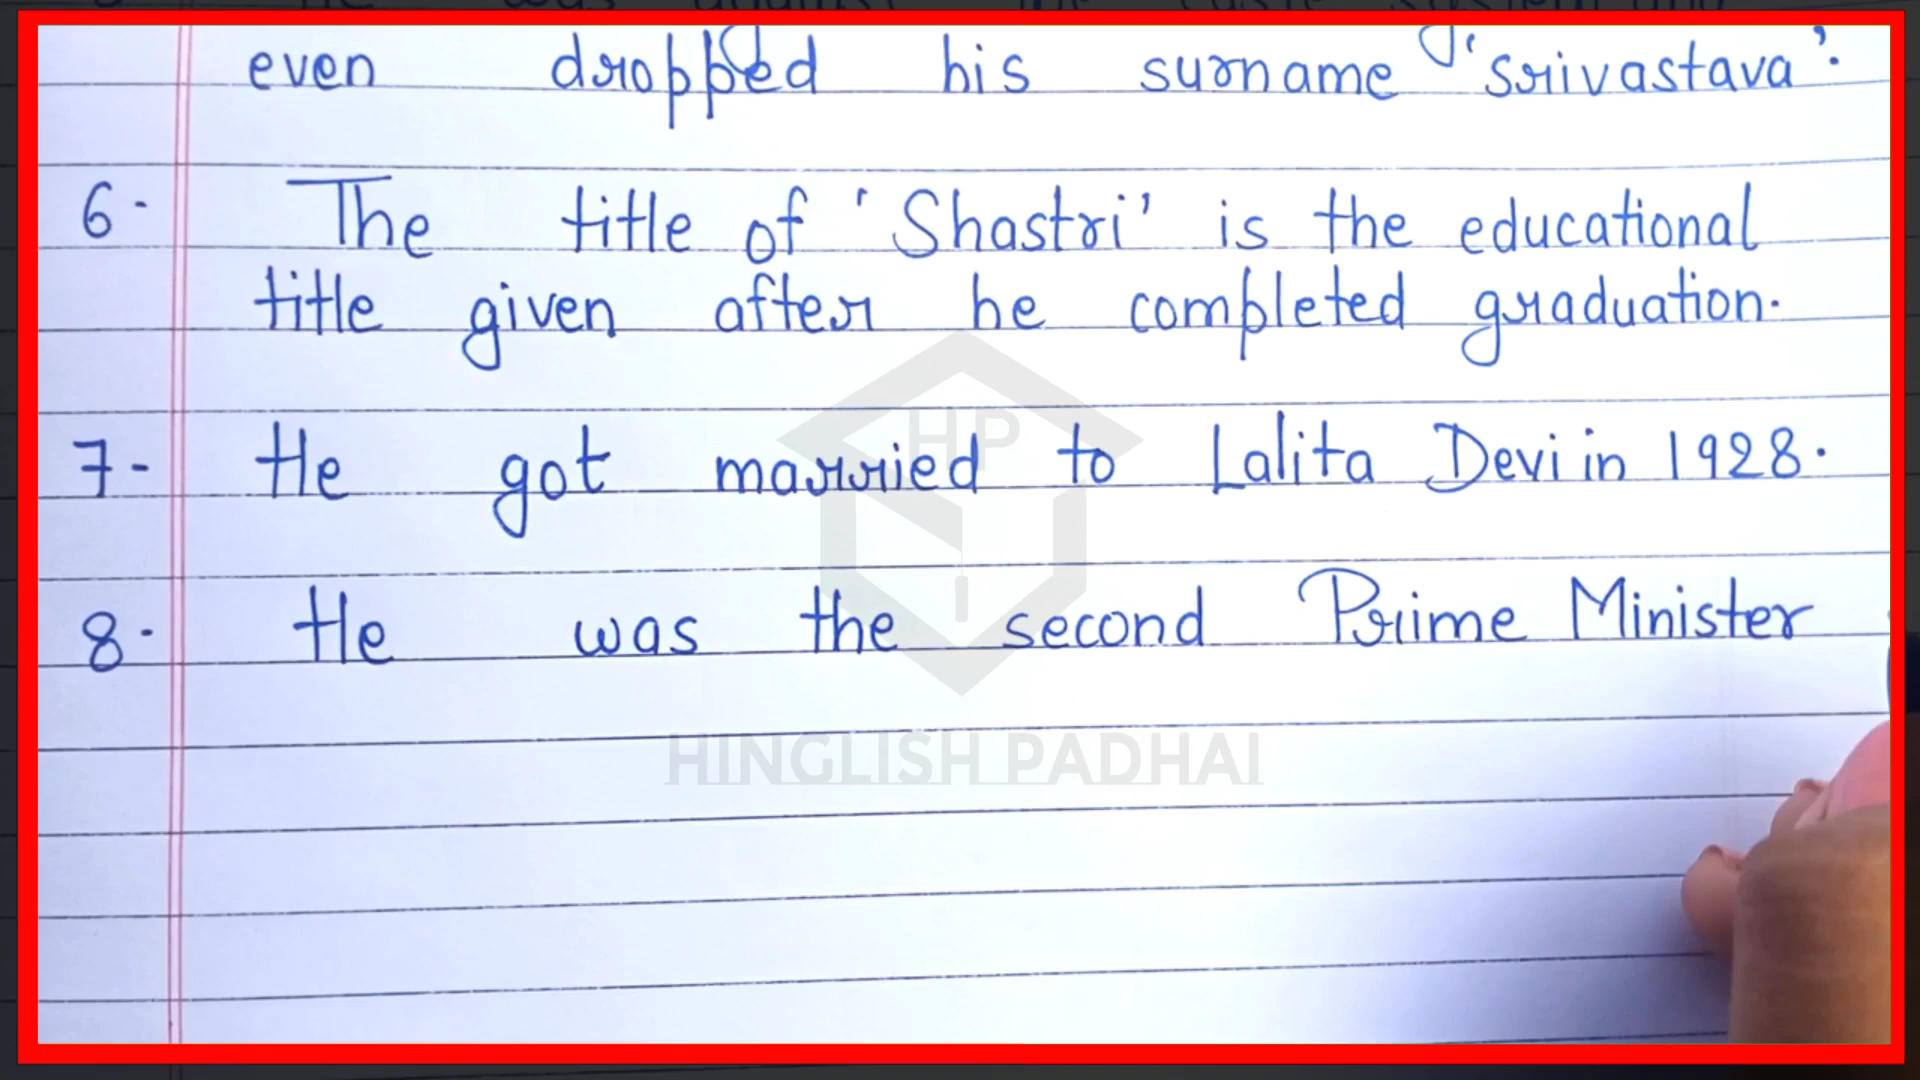 even dropped his surname 'Srivastava'.
6. The title of 'Shastri' is the educational
title given after he completed graduation.
7. He got married to Lalita Devi in 1928.
8. He was the second Prime Minister
HP
HINGLISH PADHAI